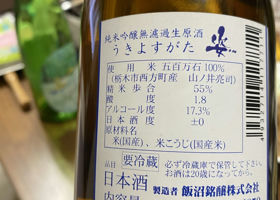 純米吟醸無濾過生原酒
うきよすがた
姿
使用米 五百万石100%
(栃木市西方町産 山ノ井亮司)
精米歩合 55%
酸度 1.8
アルコール度 17.3%
日本酒度 ±0
原材料名
米(国産)、米こうじ(国産米)
要冷蔵 必ず冷蔵庫で保管して下さい。
お酒は20歳になってから。
日本酒 製造者 飯沼銘醸株式会社
内容量